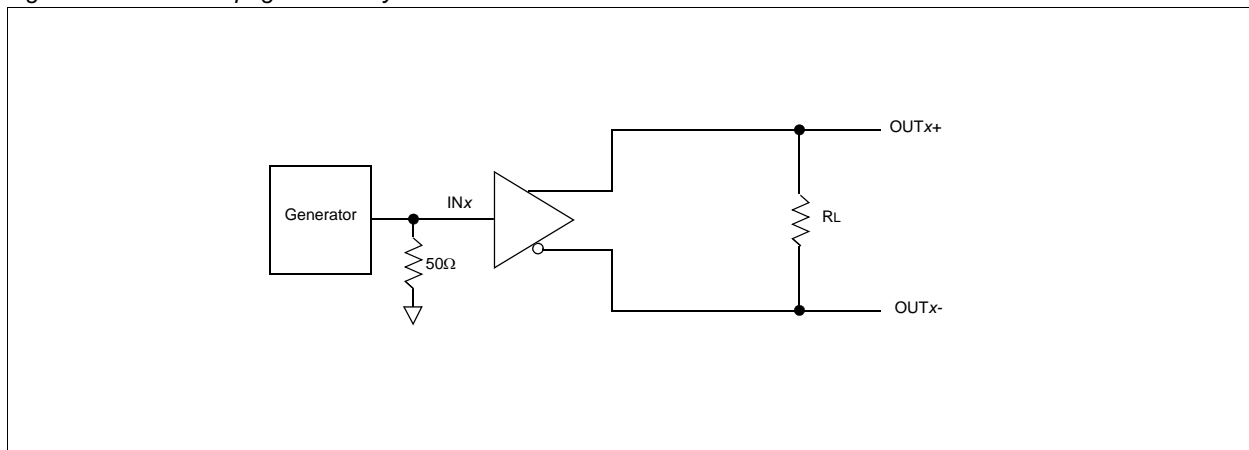 OUTx+
Generator
INx
RL
50Ω
OUTx-